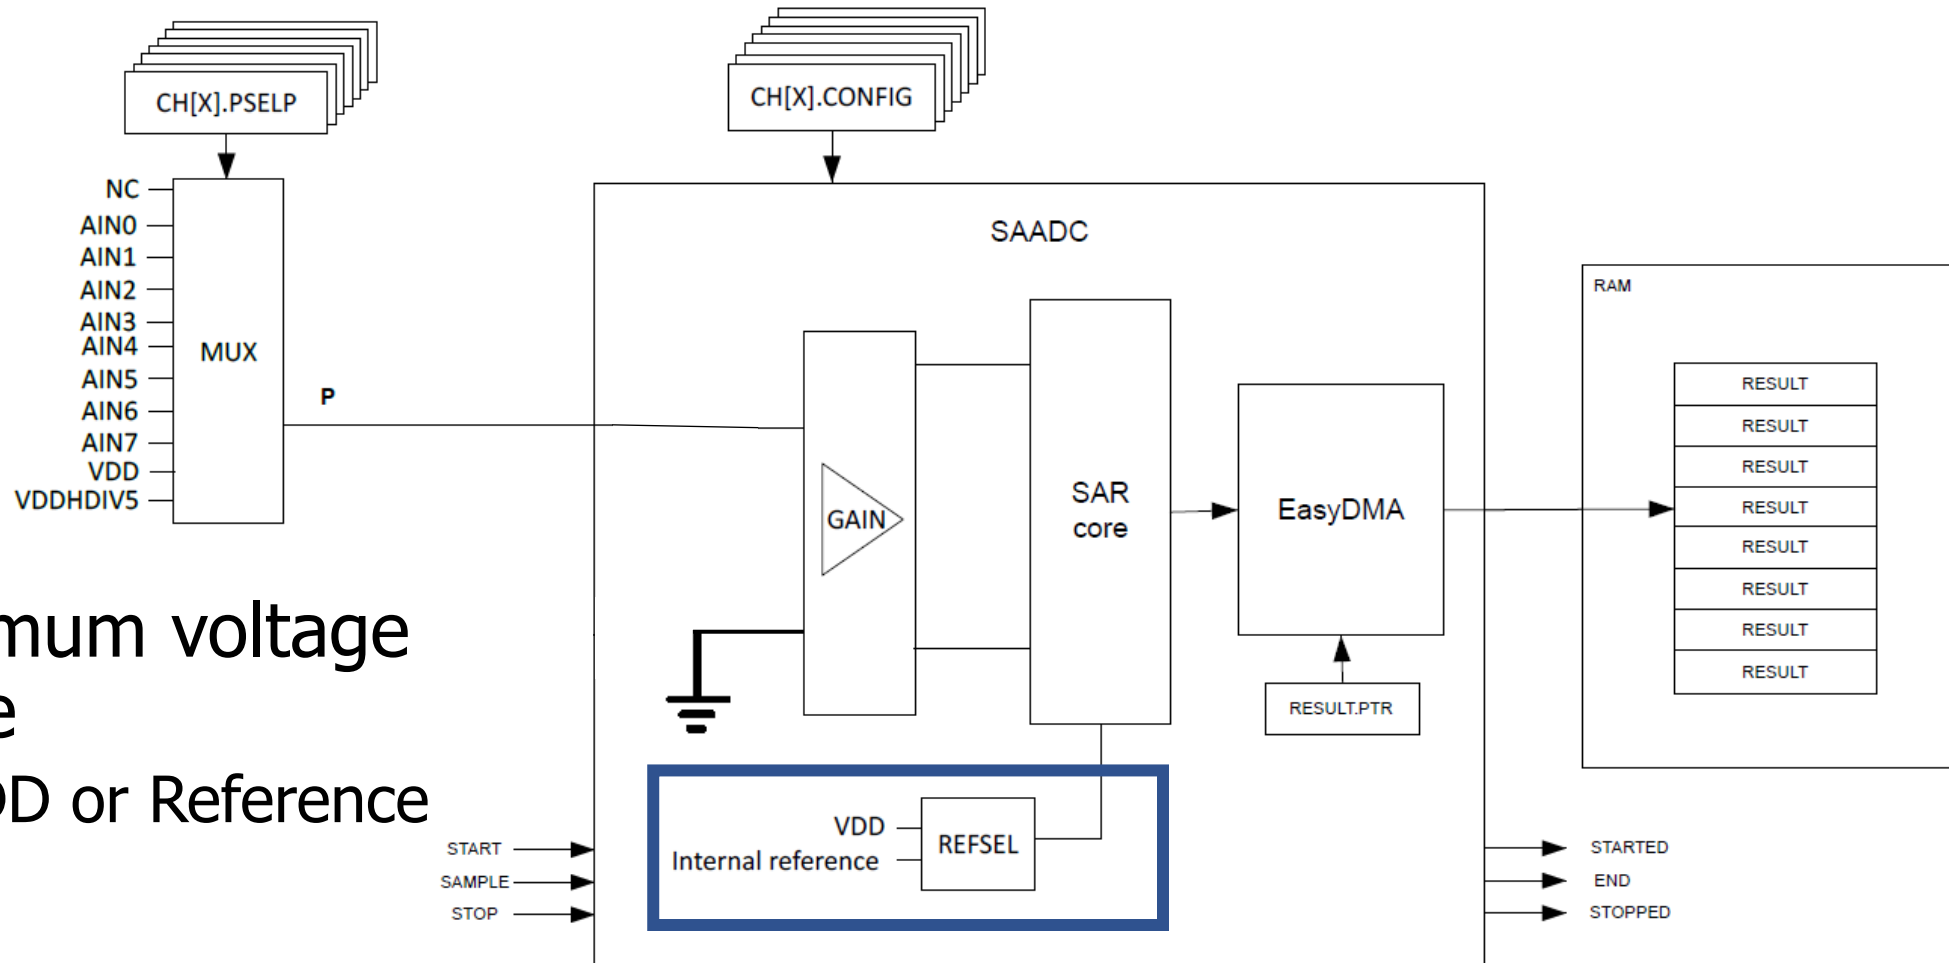 CH[X].PSELP
CH[X].CONFIG
NC
AIN0
AIN1
AIN2
AIN3
AIN4
AIN5
AIN6
AIN7
VDD
VDDHDIV5
MUX
P
SAADC
GAIN
SAR
core
EasyDMA
RESULT.PTR
RAM
RESULT
RESULT
RESULT
RESULT
RESULT
RESULT
RESULT
RESULT
mum voltage
e
DD or Reference
VDD
Internal reference
REFSEL
START
SAMPLE
STOP
STARTED
END
STOPPED